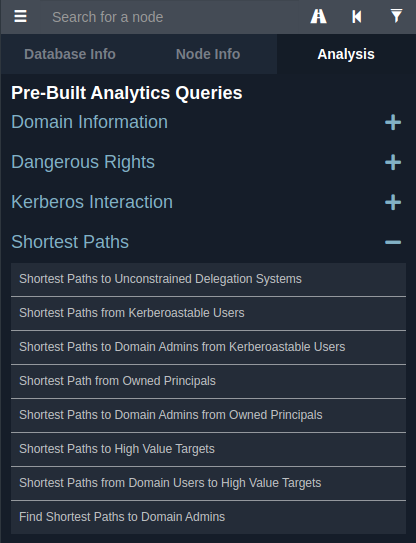 Search for a node
Database Info Node Info Analysis
Pre-Built Analytics Queries
Domain Information
Dangerous Rights
Kerberos Interaction
Shortest Paths
Shortest Paths to Unconstrained Delegation Systems
Shortest Paths from Kerberoastable Users
Shortest Paths to Domain Admins from Kerberoastable Users
Shortest Path from Owned Principals
Shortest Paths to Domain Admins from Owned Principals
Shortest Paths to High Value Targets
Shortest Paths from Domain Users to High Value Targets
Find Shortest Paths to Domain Admins